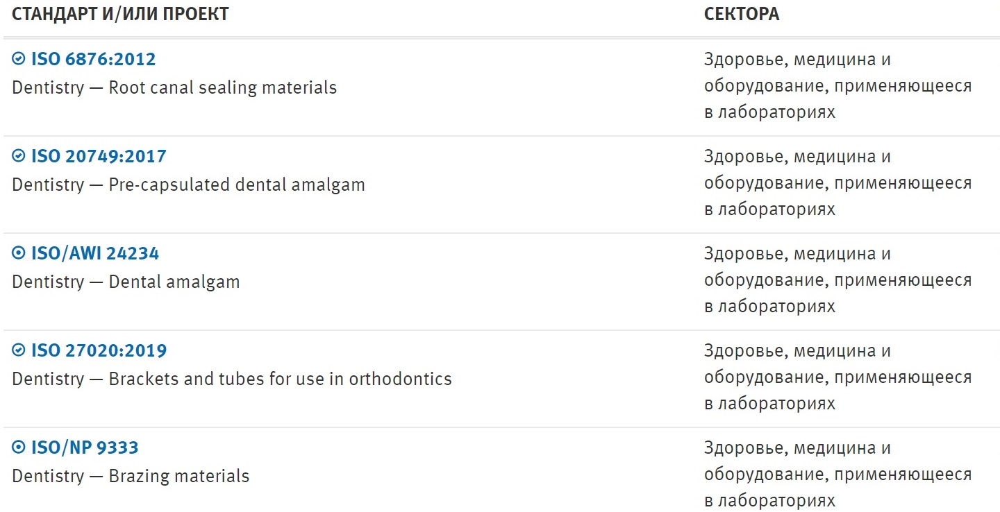 СТАНДАРТ И/ИЛИ ПРОЕКТ
СЕКТОРА
ISO 6876:2012
Dentistry — Root canal sealing materials
Здоровье, медицина и
оборудование, применяющееся
в лабораториях
ISO 20749:2017
Dentistry — Pre-capsulated dental amalgam
Здоровье, медицина и
оборудование, применяющееся
в лабораториях
ISO/AWI 24234
Dentistry — Dental amalgam
Здоровье, медицина и
оборудование, применяющееся
в лабораториях
ISO 27020:2019
Dentistry — Brackets and tubes for use in orthodontics
Здоровье, медицина и
оборудование, применяющееся
в лабораториях
ISO/NP 9333
Dentistry — Brazing materials
Здоровье, медицина и
оборудование, применяющееся
в лабораториях